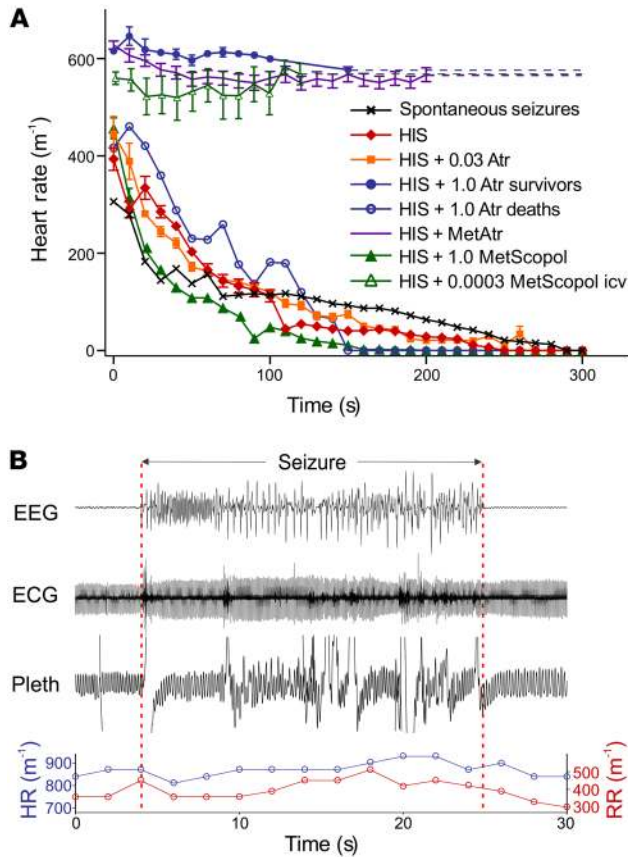 A
Heart rate (m⁻¹)
600
400
200
0
Spontaneous seizures
HIS
HIS + 0.03 Atr
HIS + 1.0 Atr survivors
HIS + 1.0 Atr deaths
HIS + MetAtr
HIS + 1.0 MetScopol
HIS + 0.0003 MetScopol icv
0 100 200 300
Time (s)
B
Seizure
EEG
ECG
Pleth
HR (m⁻¹)
900
800
700
500
400
300
RR (m⁻¹)
0 10 20 30
Time (s)